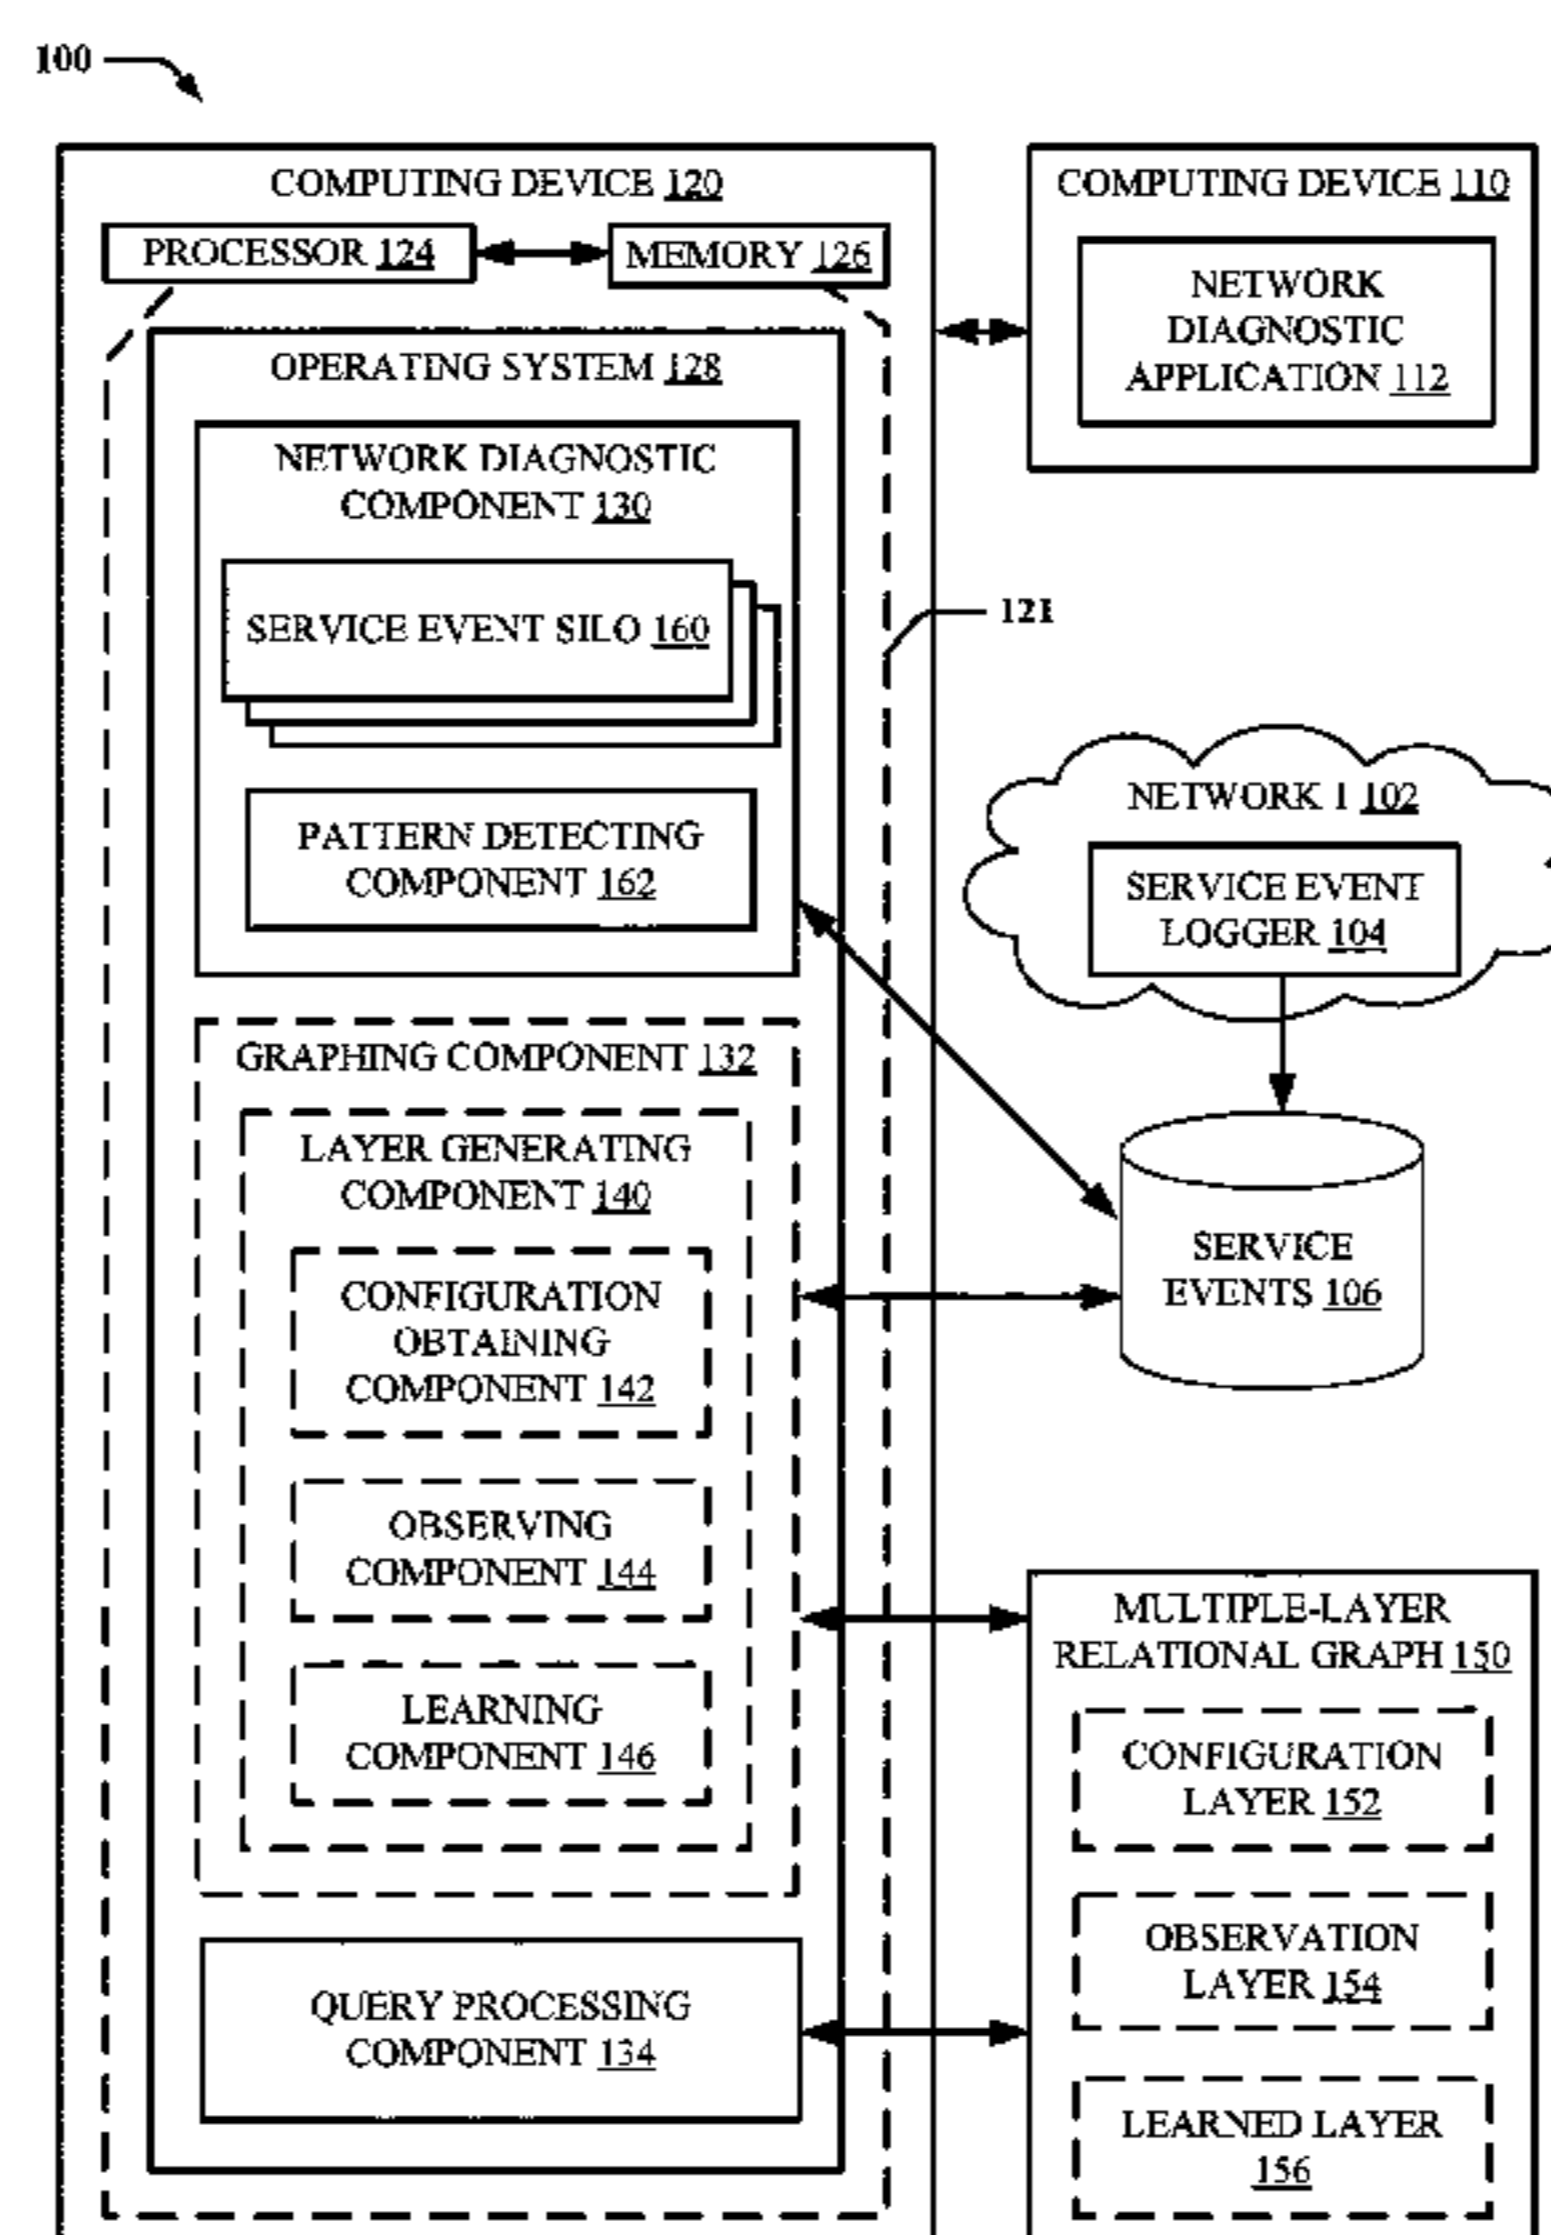 100
COMPUTING DEVICE 120
PROCESSOR 124
MEMORY 126
OPERATING SYSTEM 128
NETWORK DIAGNOSTIC
COMPONENT 130
SERVICE EVENT SILO 160
PATTERN DETECTING
COMPONENT 162
GRAPHING COMPONENT 132
LAYER GENERATING
COMPONENT 140
CONFIGURATION
OBTAINING
COMPONENT 142
OBSERVING
COMPONENT 144
LEARNING
COMPONENT 146
QUERY PROCESSING
COMPONENT 134
COMPUTING DEVICE 110
NETWORK
DIAGNOSTIC
APPLICATION 112
121
NETWORK 1 102
SERVICE EVENT
LOGGER 104
SERVICE
EVENTS 106
MULTIPLE-LAYER
RELATIONAL GRAPH 150
CONFIGURATION
LAYER 152
OBSERVATION
LAYER 154
LEARNED LAYER
156